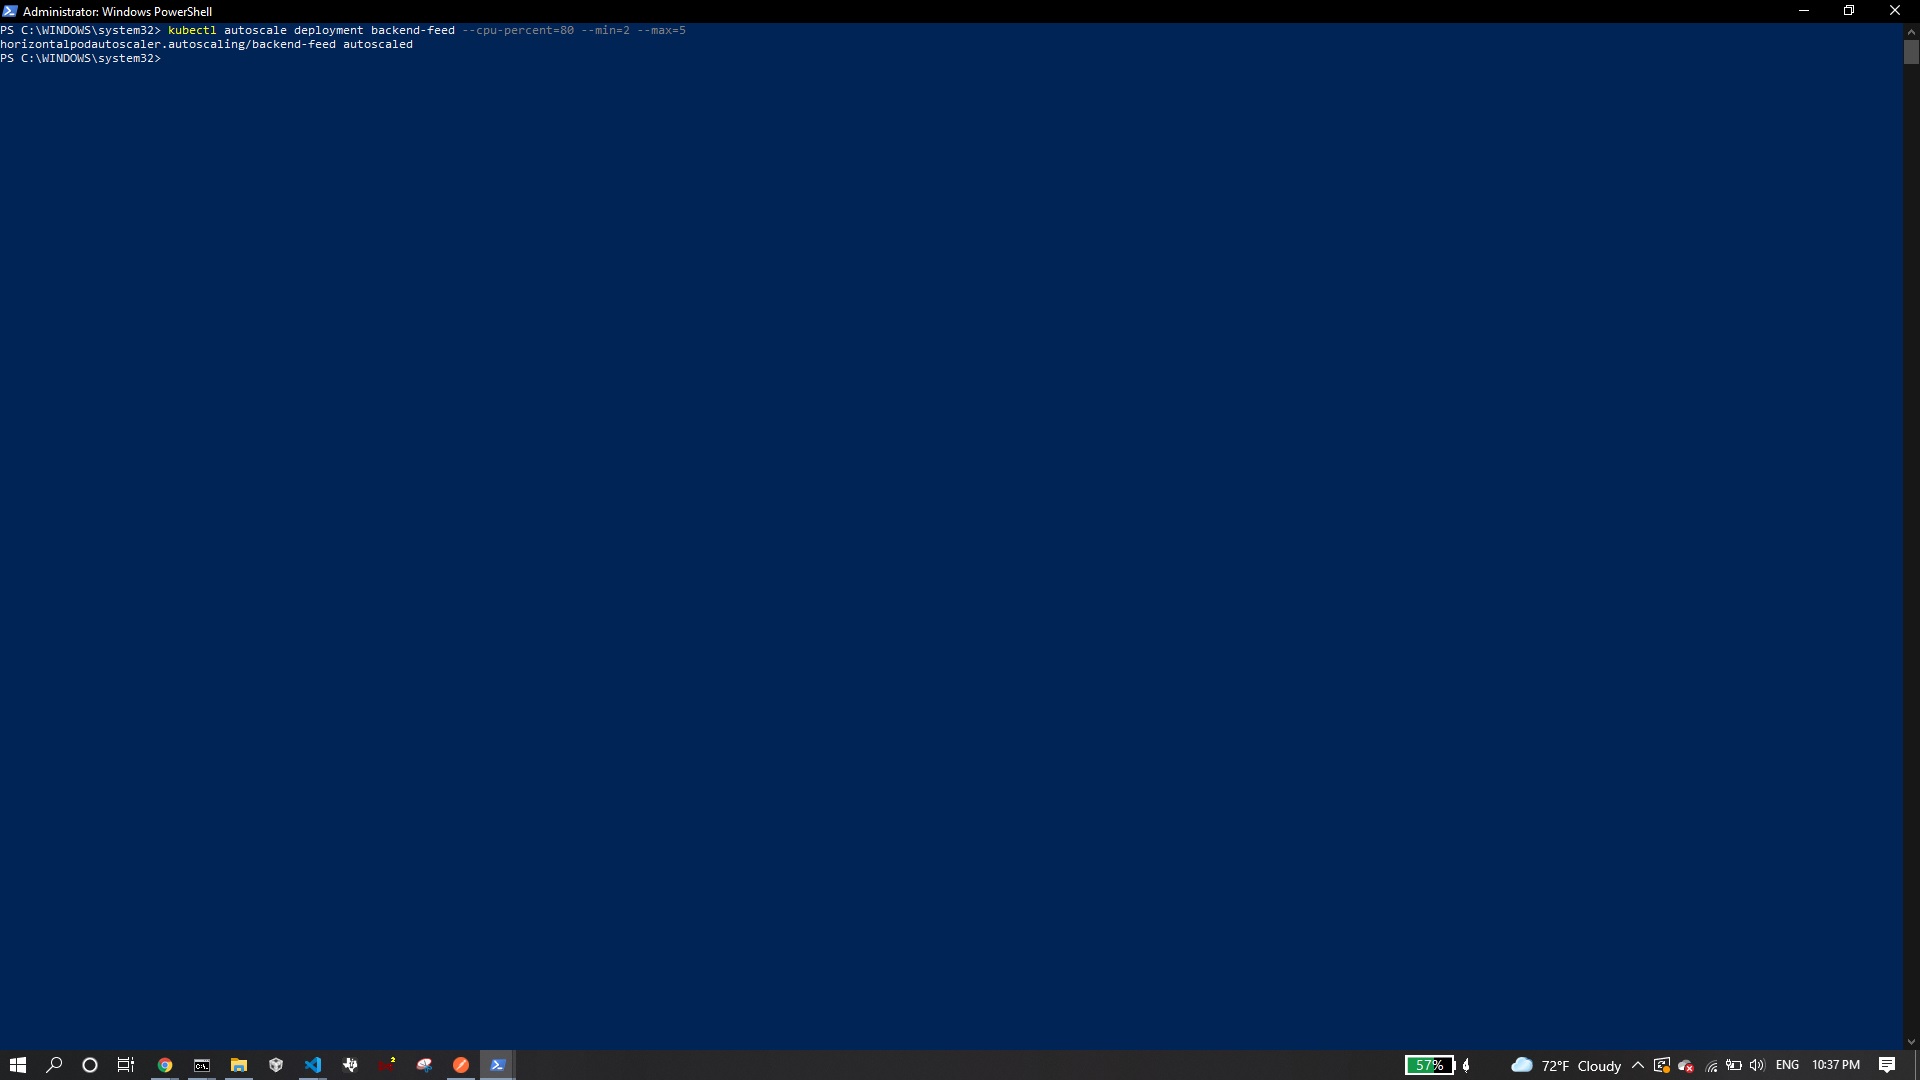 Administrator: Windows PowerShell
PS C:\WINDOWS\system32> kubectl autoscale deployment backend-feed --cpu-percent=80 --min=2 --max=5
horizontalpodautoscaler.autoscaling/backend-feed autoscaled
PS C:\WINDOWS\system32>
57% 72°F Cloudy ENG 10:37 PM